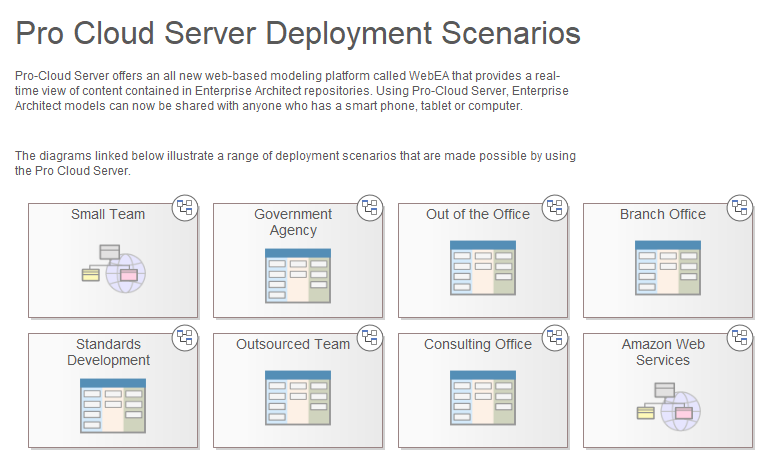 Pro Cloud Server Deployment Scenarios
Pro-Cloud Server offers an all new web-based modeling platform called WebEA that provides a real-
time view of content contained in Enterprise Architect repositories. Using Pro-Cloud Server, Enterprise
Architect models can now be shared with anyone who has a smart phone, tablet or computer.
The diagrams linked below illustrate a range of deployment scenarios that are made possible by using
the Pro Cloud Server.
Small Team
Government
Agency
Out of the Office
Branch Office
Standards
Development
Outsourced Team
Consulting Office
Amazon Web
Services